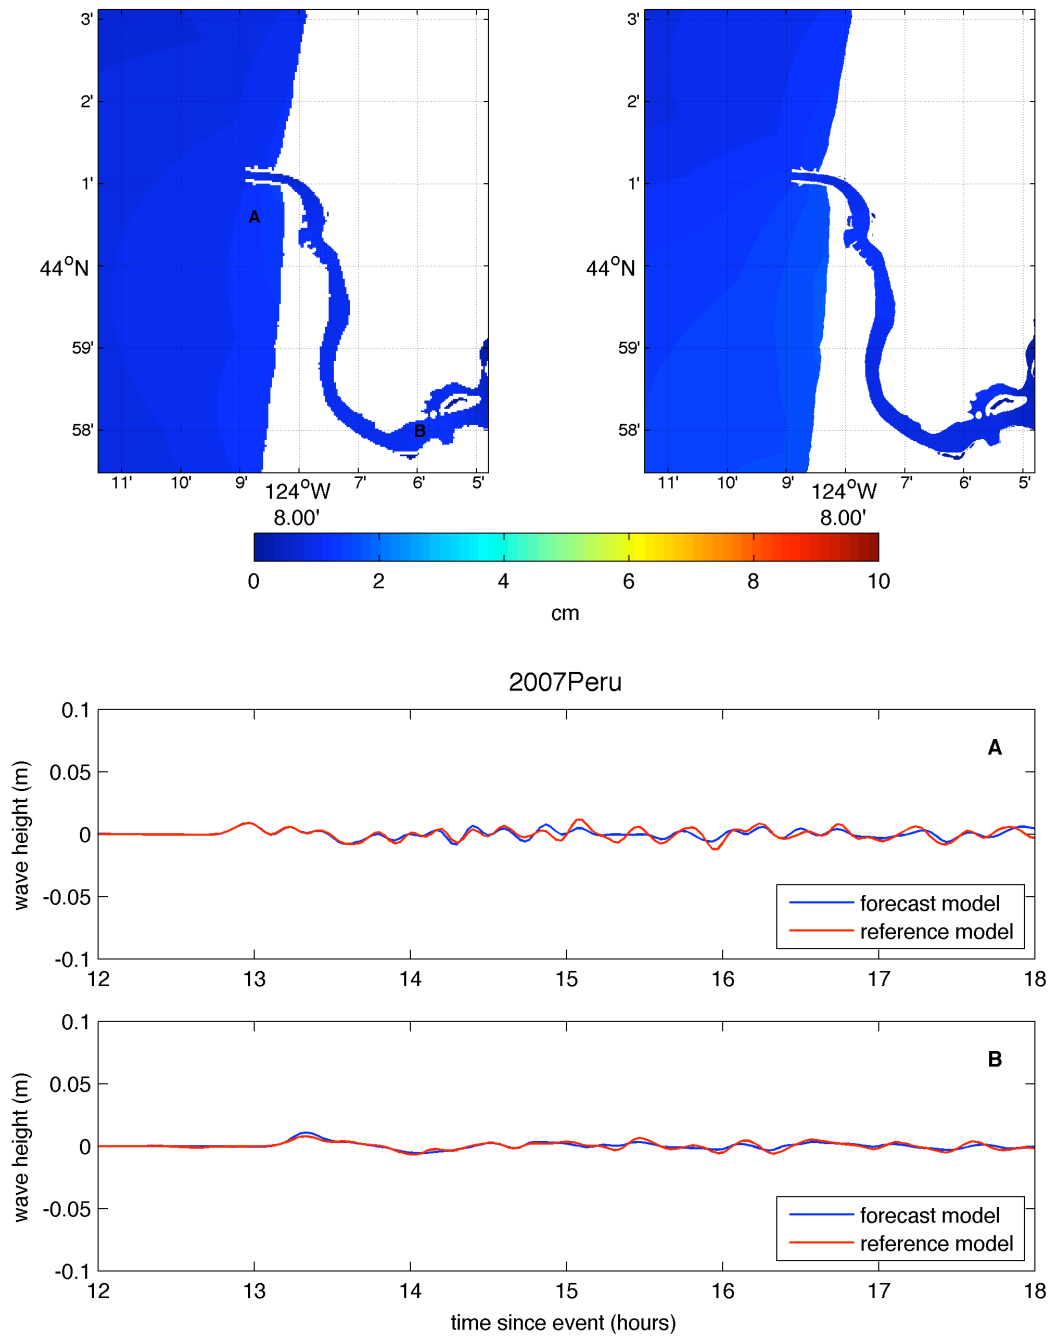 3'
2'
1'
44°N
59'
58'
A
B
11'
10'
9'
124°W
8.00'
7'
6'
5'
3'
2'
1'
44°N
59'
58'
11'
10'
9'
124°W
8.00'
7'
6'
5'
0 2 4 6 8 10
cm
2007Peru
wave height (m)
0.1
0.05
0
-0.05
-0.1
A
forecast model
reference model
12 13 14 15 16 17 18
wave height (m)
0.1
0.05
0
-0.05
-0.1
B
forecast model
reference model
12 13 14 15 16 17 18
time since event (hours)